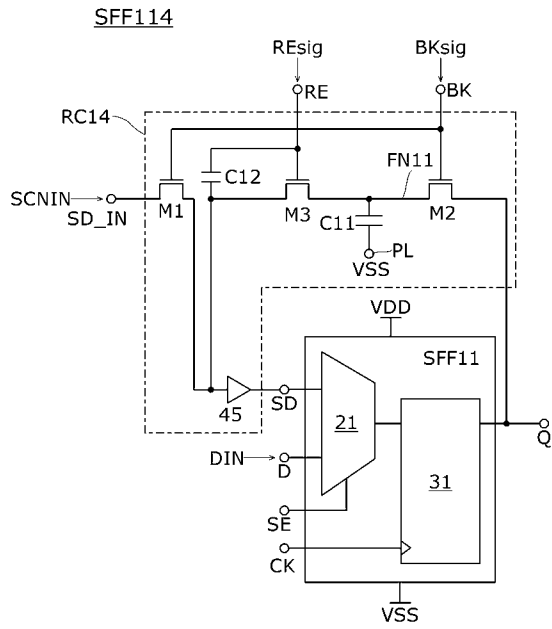 SFF114
REsig
BKsig
RE
BK
RC14
FN11
C12
SCNIN
SD_IN
M1
M3
C11
M2
PL
VSS
VDD
SFF11
45
SD
21
DIN
D
Q
31
SE
CK
VSS